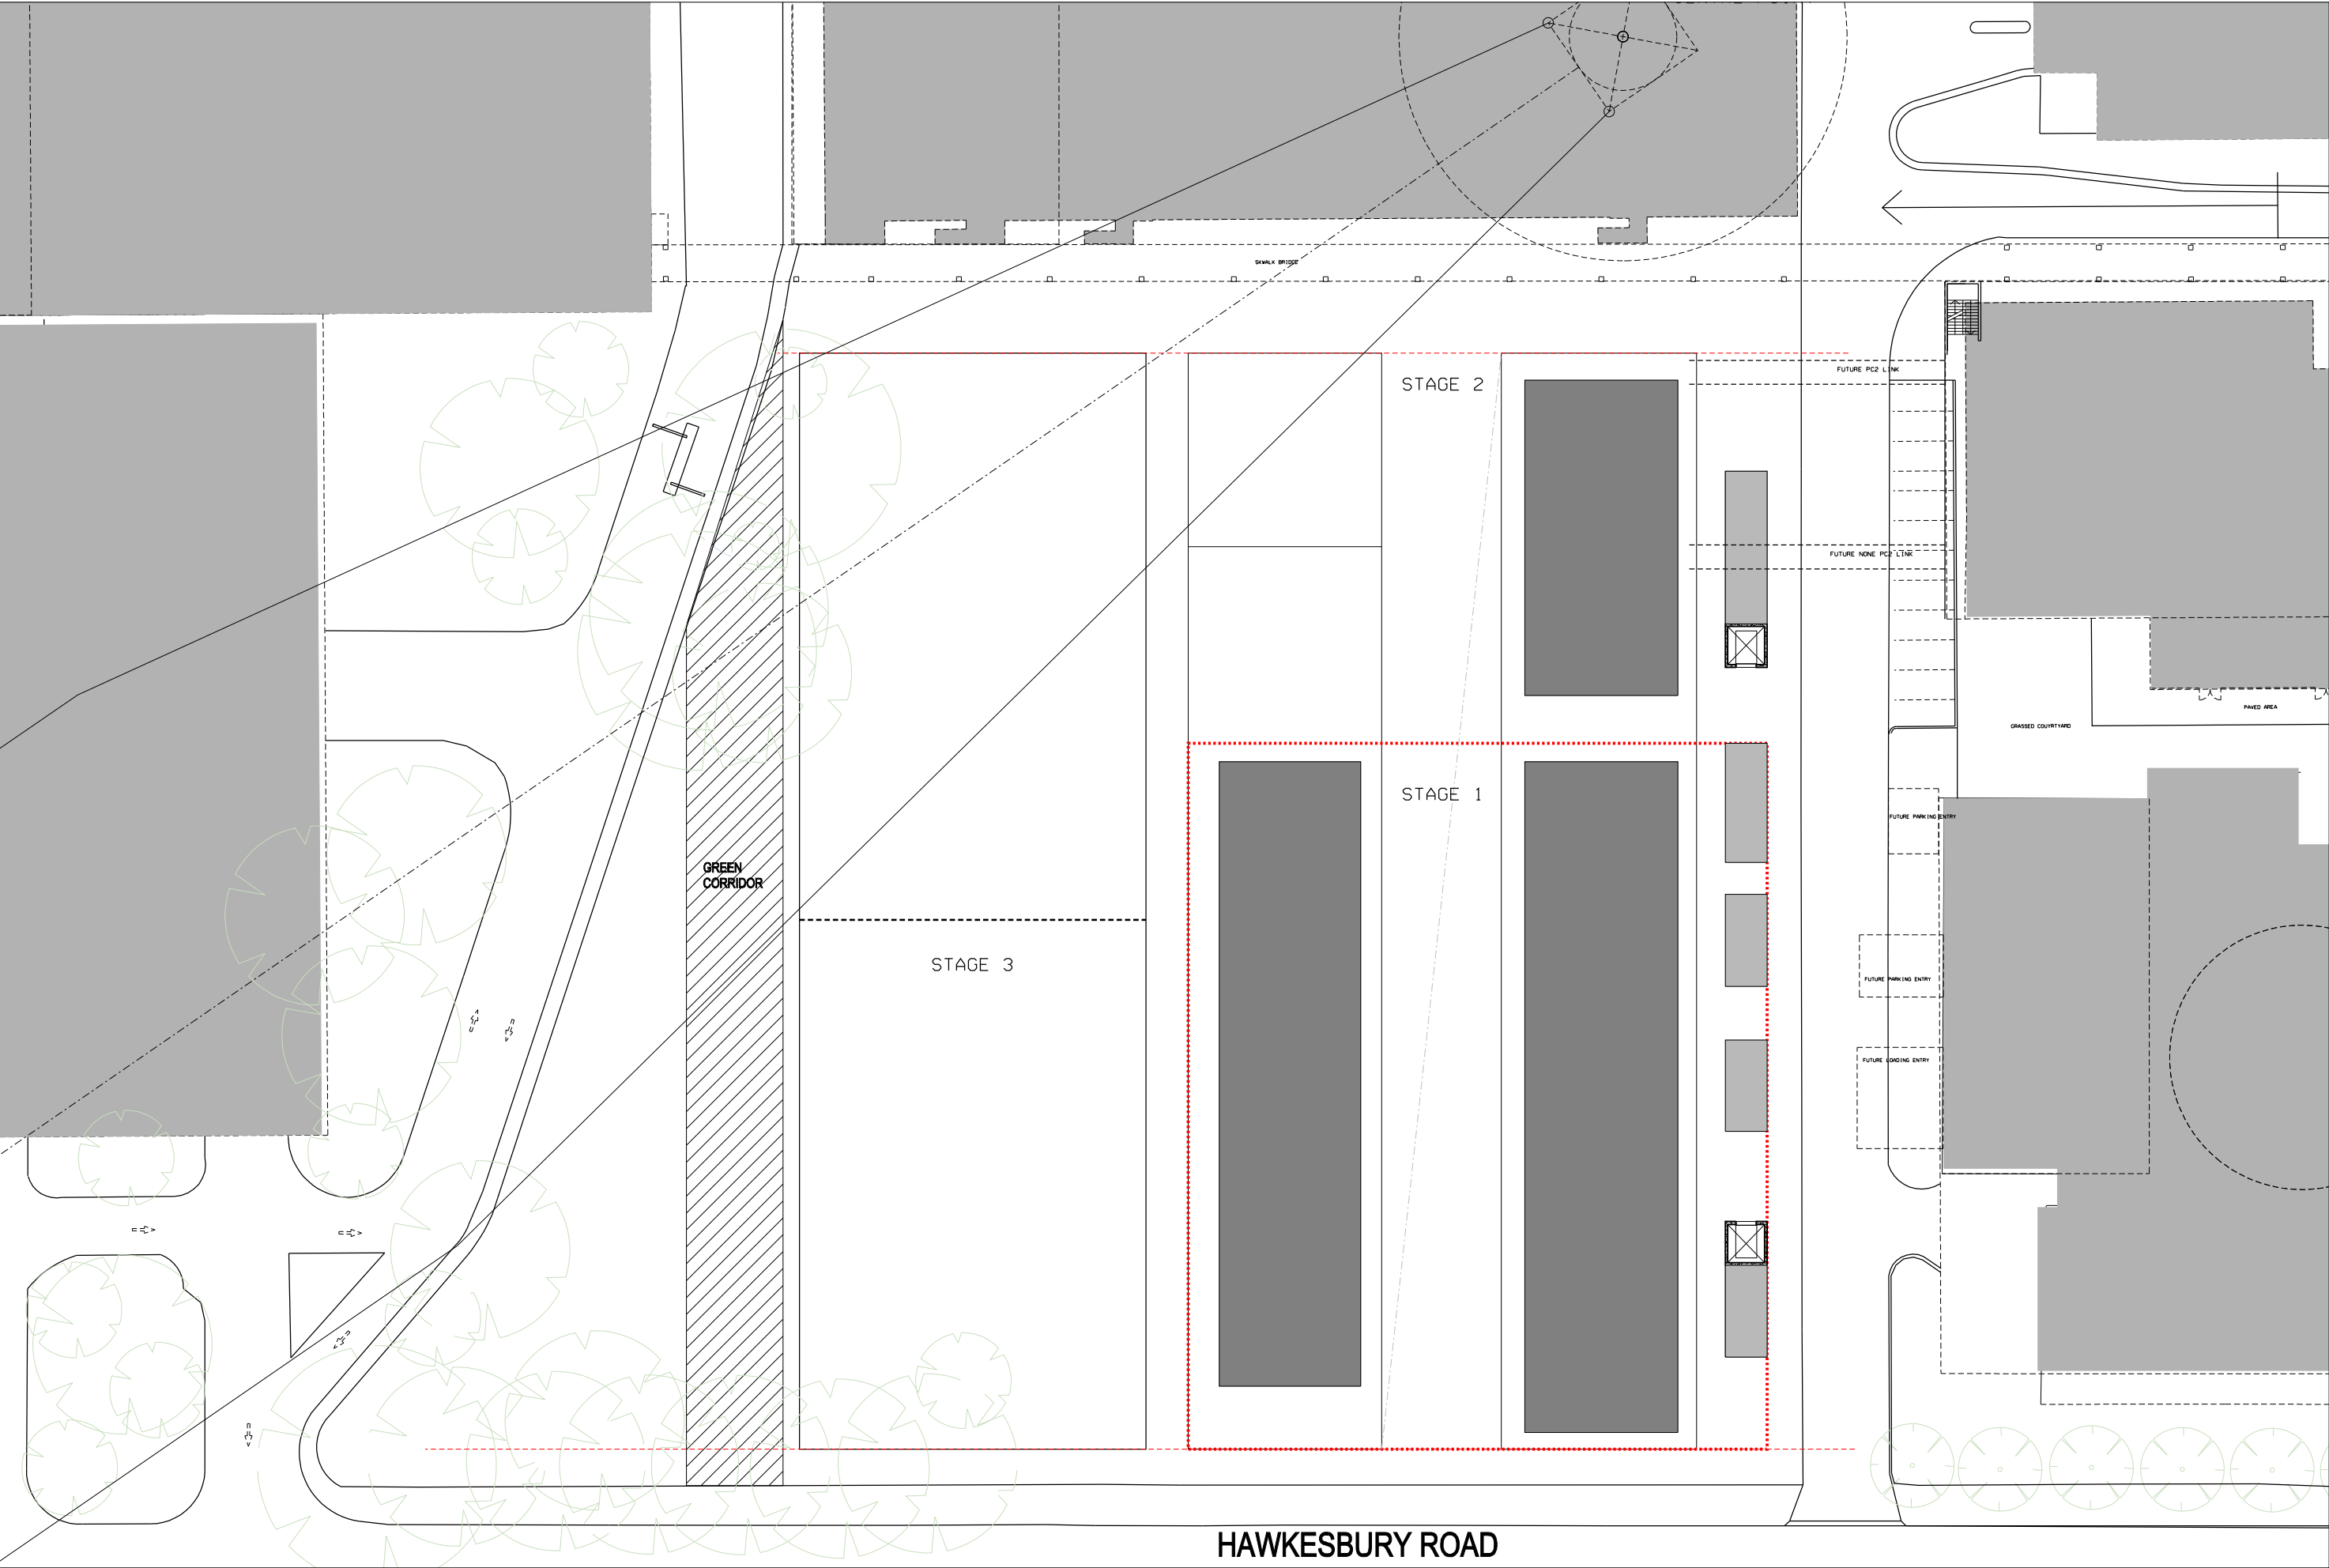 SKWALK BRIDGE
FUTURE PC2 LINK
STAGE 2
FUTURE NONE PC2 LINK
PAVED AREA
GRASSED COUYRTYARD
STAGE 1
FUTURE PARKING ENTRY
GREEN
CORRIDOR
STAGE 3
FUTURE PARKING ENTRY
FUTURE LOADING ENTRY
HAWKESBURY ROAD